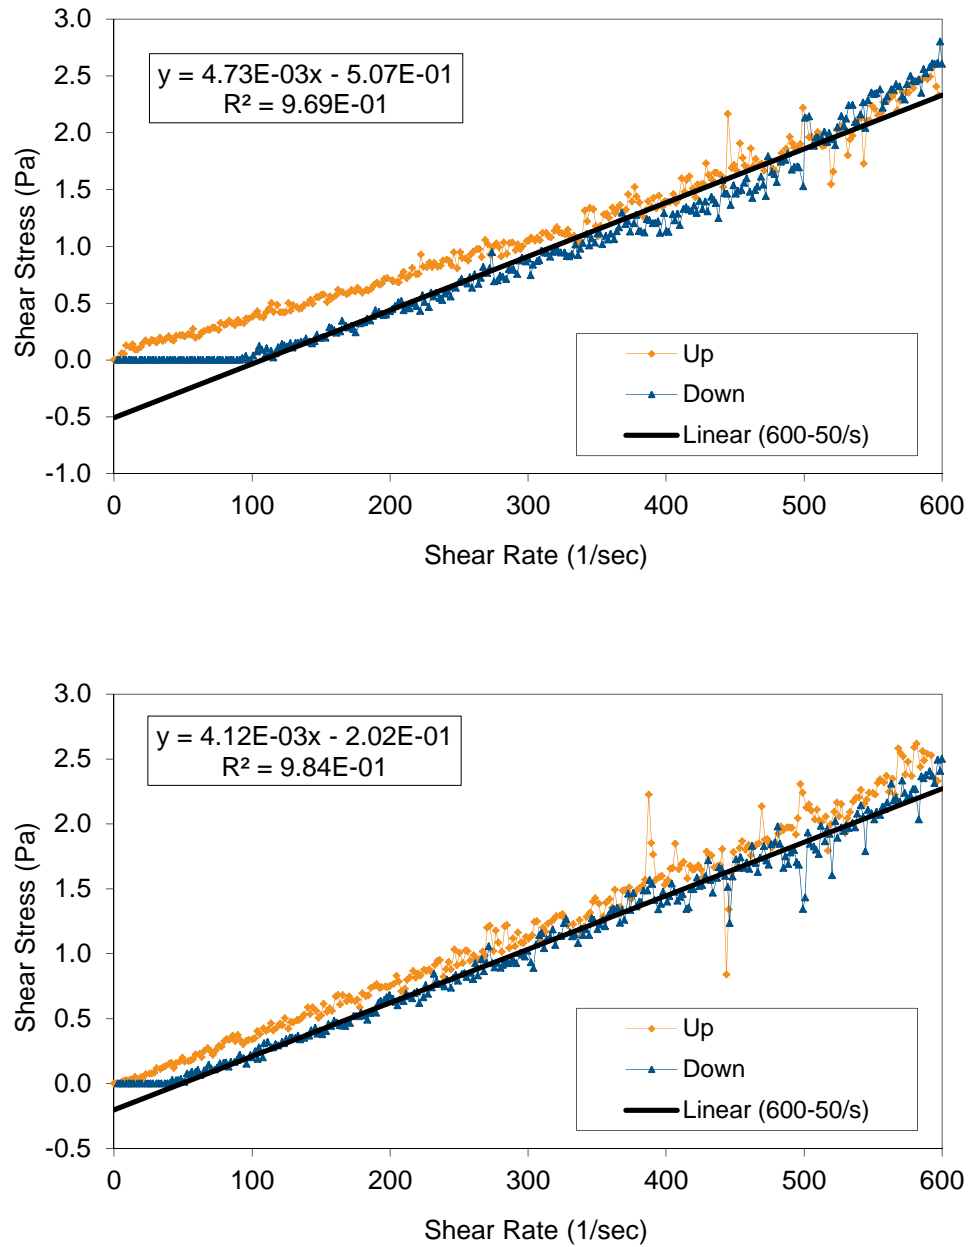 3.0
y = 4.73E-03x - 5.07E-01
R² = 9.69E-01
2.5
2.0
1.5
1.0
0.5
0.0
-0.5
-1.0
Shear Stress (Pa)
Up
Down
Linear (600-50/s)
0 100 200 300 400 500 600
Shear Rate (1/sec)
3.0
y = 4.12E-03x - 2.02E-01
R² = 9.84E-01
2.5
2.0
1.5
1.0
0.5
0.0
-0.5
Shear Stress (Pa)
Up
Down
Linear (600-50/s)
0 100 200 300 400 500 600
Shear Rate (1/sec)